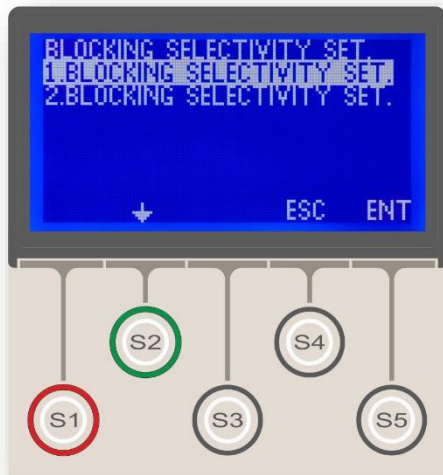 BLOCKING SELECTIVITY SET.
1.BLOCKING SELECTIVITY SET.
2.BLOCKING SELECTIVITY SET.
ESC ENT
S2 S4
S1 S3 S5